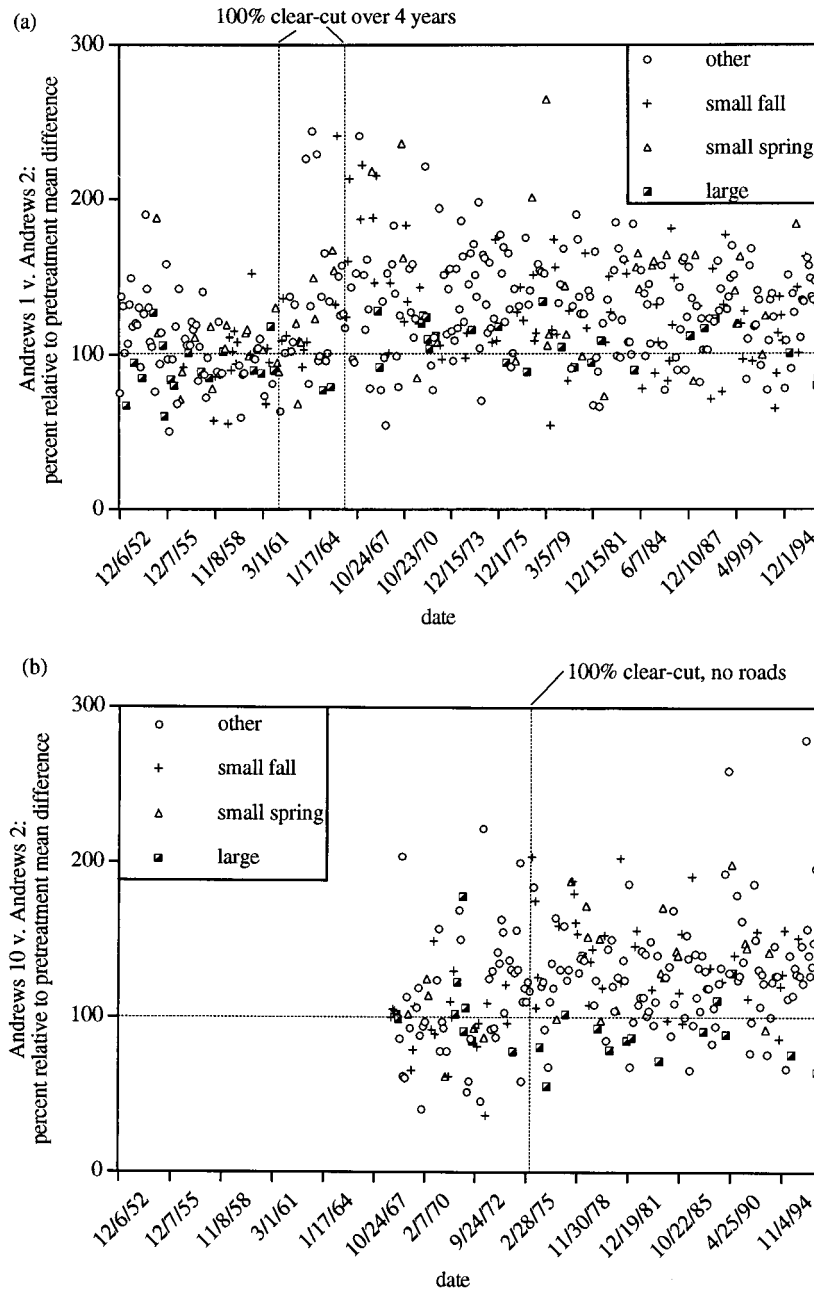 (a)
100% clear-cut over 4 years
300
200
100
0
Andrews 1 v. Andrews 2:
percent relative to pretreatment mean difference
other
small fall
small spring
large
12/6/52
12/7/55
11/8/58
3/1/61
1/17/64
10/24/67
10/23/70
12/15/73
12/1/75
3/5/79
12/15/81
6/7/84
12/10/87
4/9/91
12/1/94
date
(b)
100% clear-cut, no roads
300
200
100
0
Andrews 10 v. Andrews 2:
percent relative to pretreatment mean difference
other
small fall
small spring
large
12/6/52
12/7/55
11/8/58
3/1/61
1/17/64
10/24/67
2/7/70
9/24/72
2/28/75
11/30/78
12/19/81
10/22/85
4/25/90
11/4/94
date